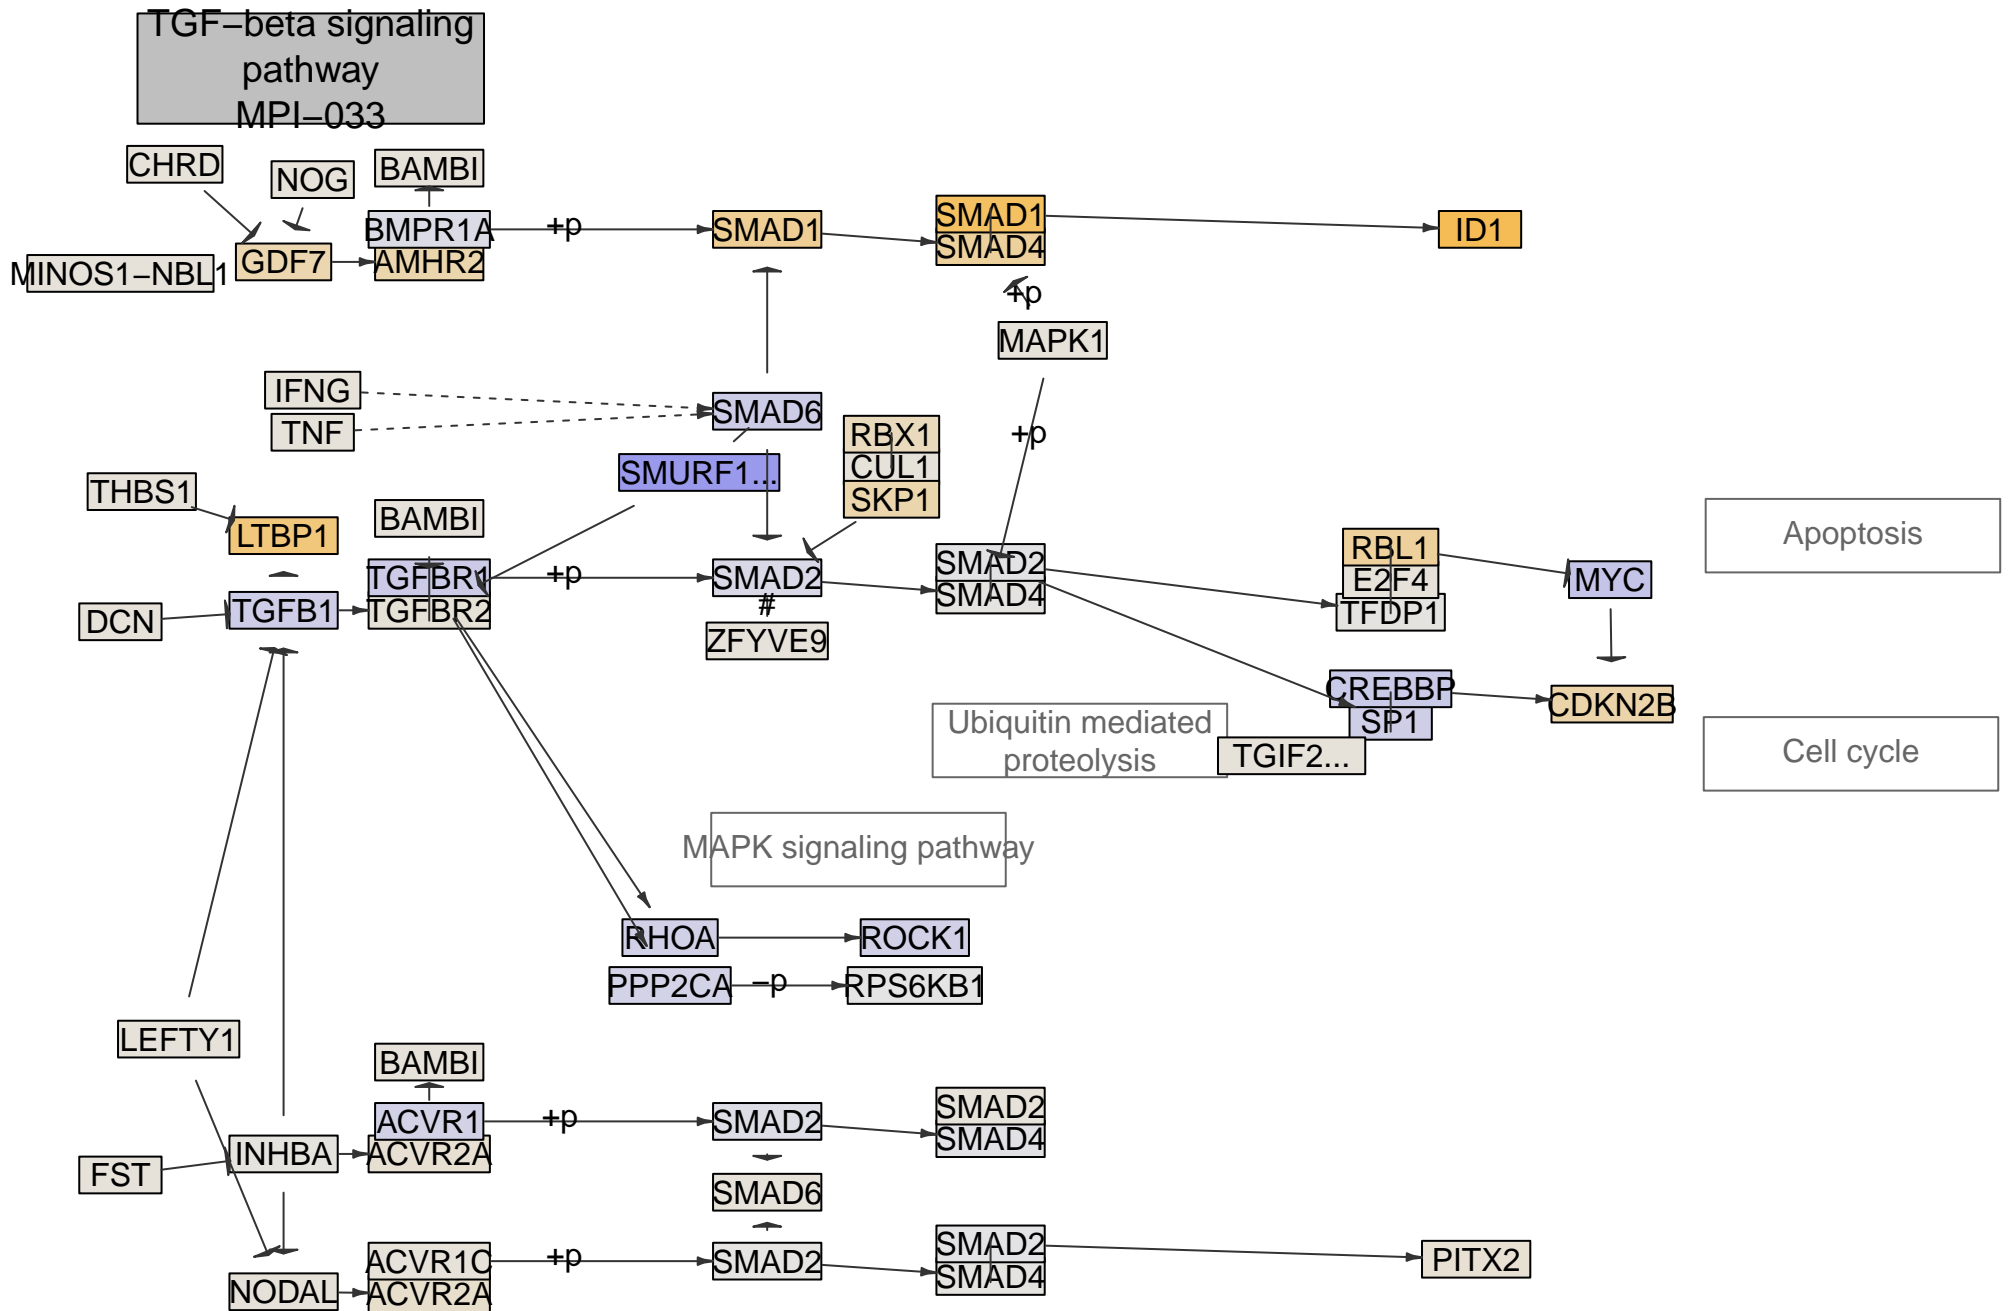 TGF−beta signaling
pathway
MPI−033
CHRD
NOG
BAMBI
BMPR1A
+p
SMAD1
SMAD1
SMAD4
ID1
MINOS1−NBL1
GDF7
AMHR2
+p
MAPK1
IFNG
TNF
SMAD6
RBX1
CUL1
SKP1
+p
SMURF1...
THBS1
LTBP1
BAMBI
TGFBR1
TGFBR2
+p
SMAD2
#
ZFYVE9
SMAD2
SMAD4
RBL1
E2F4
TFDP1
MYC
Apoptosis
DCN
TGFB1
CREBBP
SP1
TGIF2...
CDKN2B
Ubiquitin mediated
proteolysis
Cell cycle
MAPK signaling pathway
RHOA
ROCK1
PPP2CA
−p
RPS6KB1
LEFTY1
BAMBI
ACVR1
ACVR2A
+p
SMAD2
SMAD2
SMAD4
INHBA
FST
SMAD6
ACVR1C
ACVR2A
+p
SMAD2
SMAD2
SMAD4
PITX2
NODAL